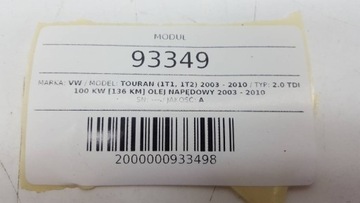 MODUŁ
93349
MARKA: VW / MODEL: TOURAN (1T1, 1T2) 2003 - 2010 / TYP: 2.0 TDI
100 KW [136 KM] OLEJ NAPĘDOWY 2003 - 2010
JAKOŚĆ: A
2000000933498